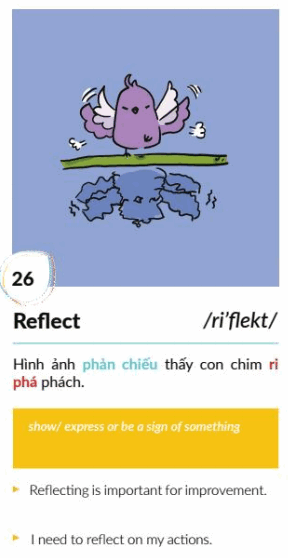 26
Reflect /ri'flekt/
Hình ảnh phản chiếu thấy con chim ri
phá phách.
show/ express or be a sign of something
Reflecting is important for improvement.
I need to reflect on my actions.